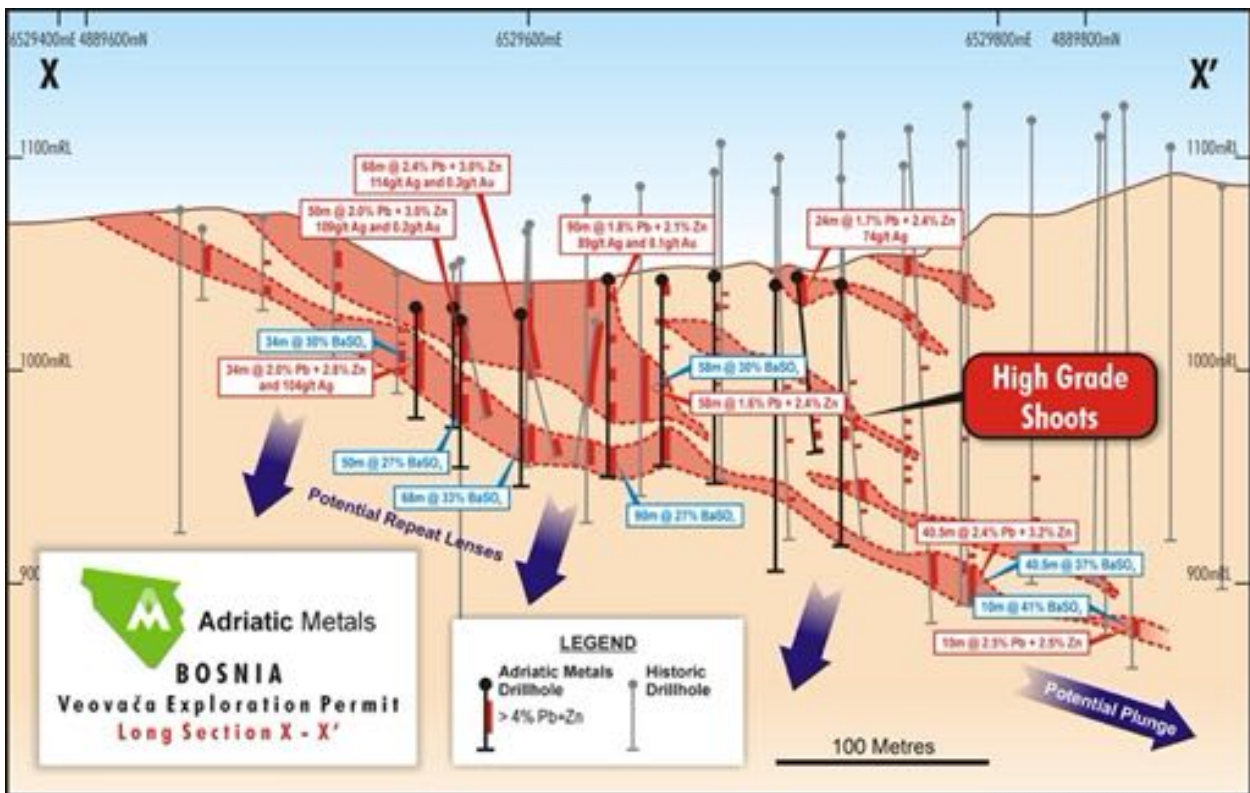 6529400mE 4889600mN
6529600mE
6529800mE 4889800mN
X
X'
1100mRL
1100mRL
68m @ 2.4% Pb + 3.0% Zn
114g/t Ag and 0.2g/t Au
50m @ 2.0% Pb + 3.0% Zn
109g/t Ag and 0.2g/t Au
90m @ 1.8% Pb + 2.1% Zn
89g/t Ag and 0.1g/t Au
24m @ 1.7% Pb + 2.4% Zn
74g/t Ag
1000mRL
1000mRL
34m @ 30% BaSO₄
34m @ 2.0% Pb + 2.8% Zn
and 104g/t Ag
58m @ 30% BaSO₄
58m @ 1.6% Pb + 2.4% Zn
High Grade
Shoots
50m @ 27% BaSO₄
68m @ 33% BaSO₄
90m @ 27% BaSO₄
Potential Repeat Lenses
40.5m @ 2.4% Pb + 3.2% Zn
40.5m @ 37% BaSO₄
10m @ 41% BaSO₄
10m @ 2.5% Pb + 2.5% Zn
900mRL
Adriatic Metals
BOSNIA
Veovača Exploration Permit
Long Section X - X'
LEGEND
Adriatic Metals
Drillhole
> 4% Pb+Zn
Historic
Drillhole
100 Metres
Potential Plunge